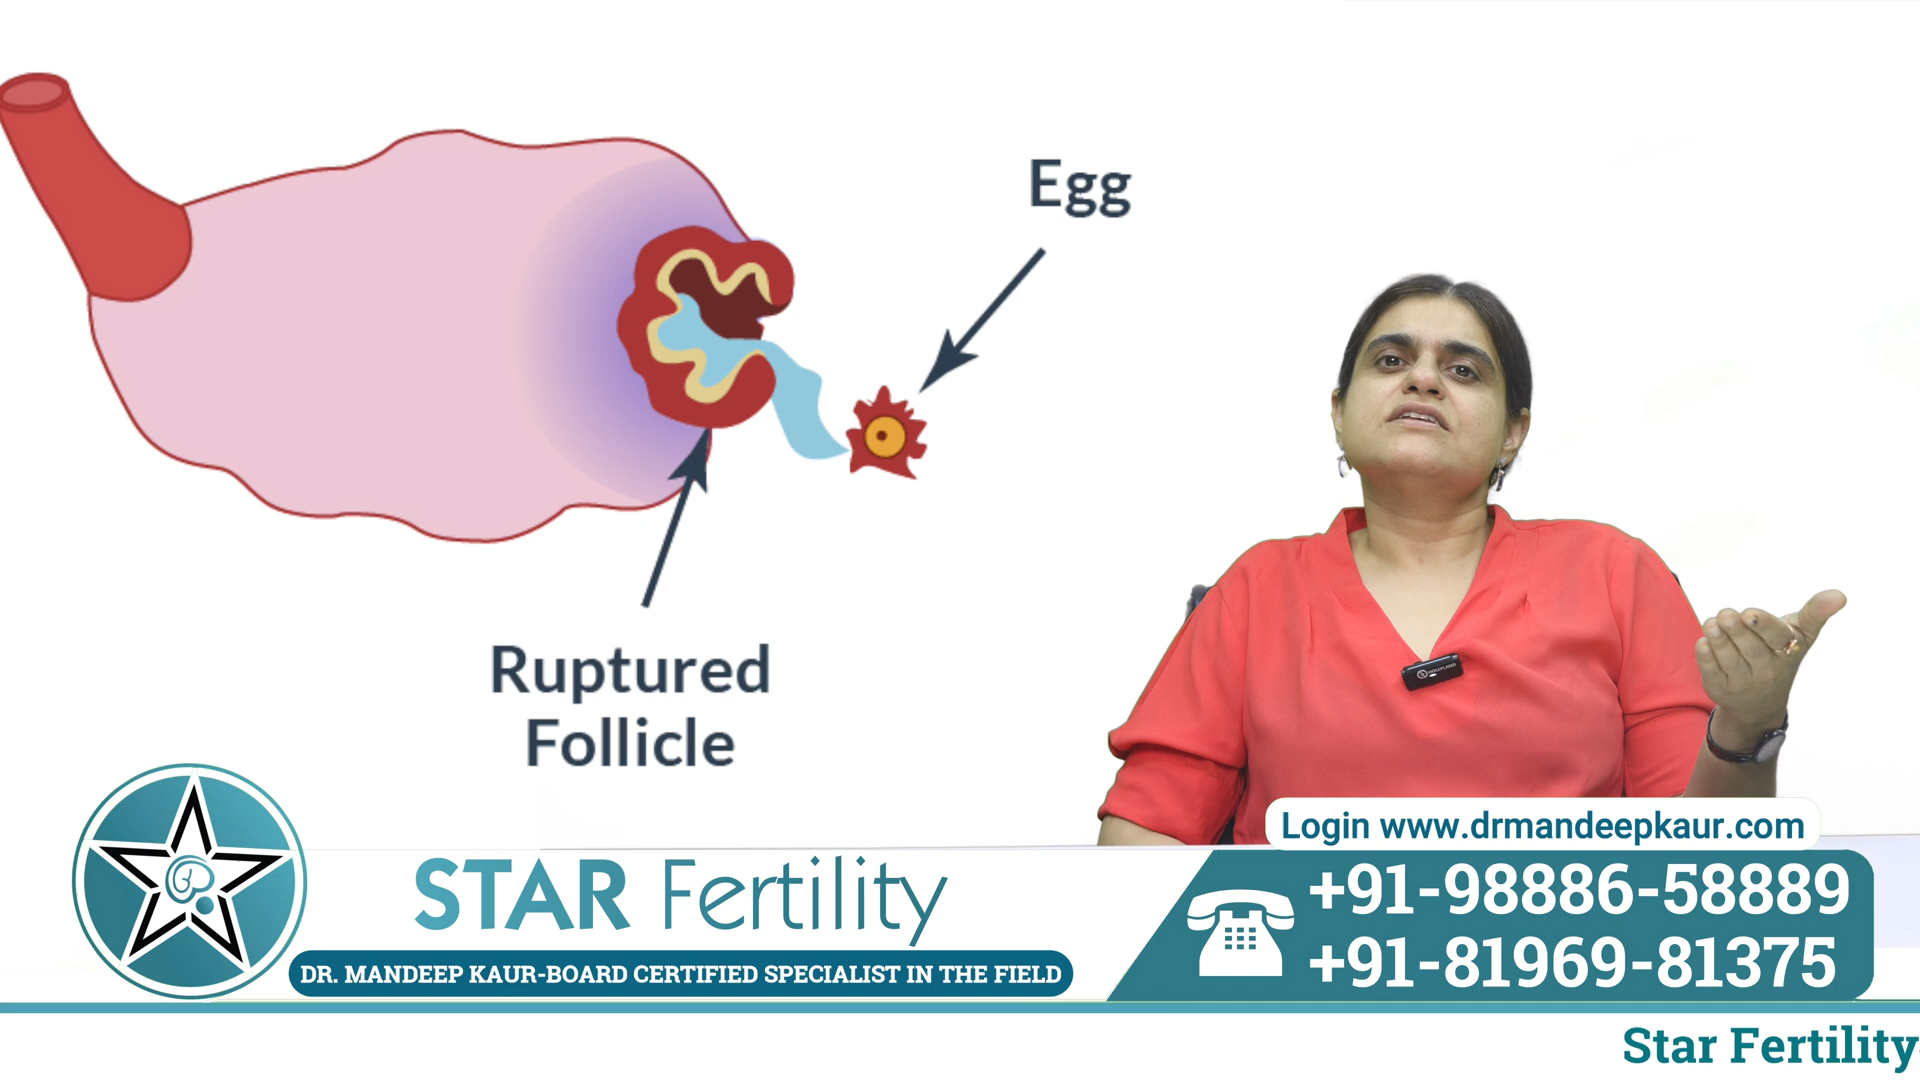 Egg
Ruptured
Follicle
HOLLYLAND
Login www.drmandeepkaur.com
STAR Fertility
+91-98886-58889
+91-81969-81375
DR. MANDEEP KAUR-BOARD CERTIFIED SPECIALIST IN THE FIELD
Star Fertility